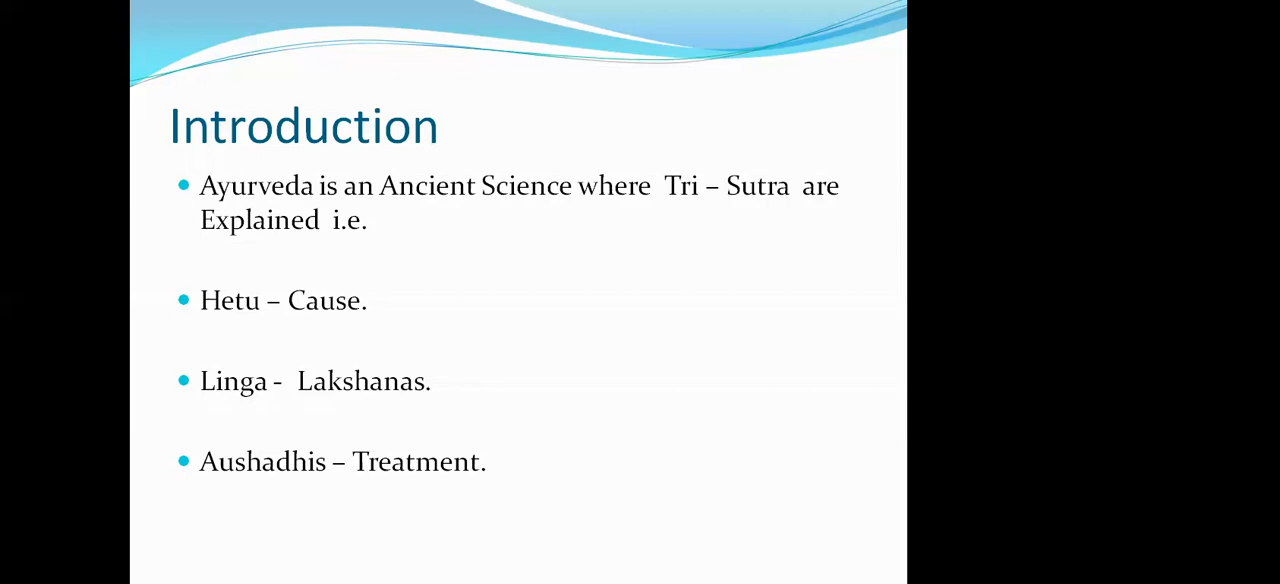 Introduction
• Ayurveda is an Ancient Science where Tri – Sutra are
Explained i.e.
• Hetu – Cause.
• Linga - Lakshanas.
• Aushadhis – Treatment.